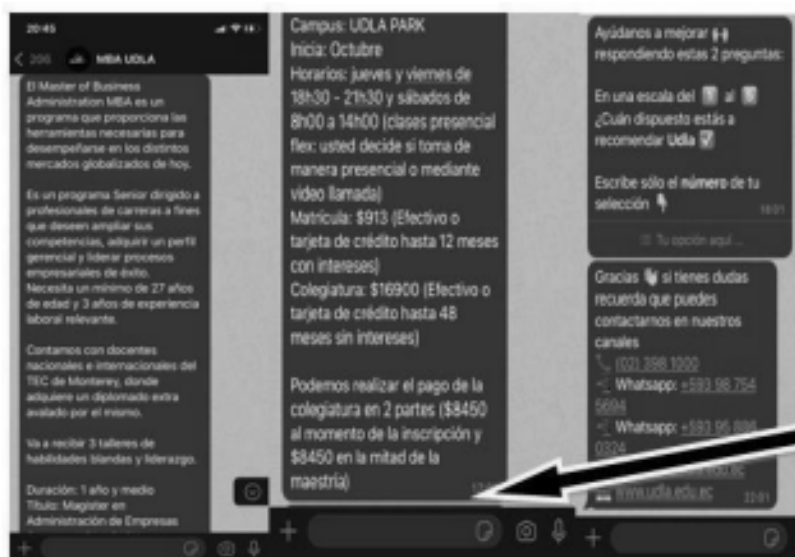 20:45
206 MBA UDLA
El Master of Business
Administration MBA es un
programa que proporciona las
herramientas necesarias para
desempeñarse en los distintos
mercados globalizados de hoy.
Es un programa Senior dirigido a
profesionales de carreras a fines
que deseen ampliar sus
competencias, adquirir un perfil
gerencial y liderar procesos
empresariales de éxito.
Necesita un mínimo de 27 años
de edad y 3 años de experiencia
laboral relevante.
Contamos con docentes
nacionales e internacionales del
TEC de Monterey, donde
adquiere un diplomado extra
avalado por el mismo.
Va a recibir 3 talleres de
habilidades blandas y liderazgo.
Duración: 1 año y medio
Título: Magister en
Administración de Empresas
Campus: UDLA PARK
Inicia: Octubre
Horarios: jueves y viernes de
18h30 - 21h30 y sábados de
8h00 a 14h00 (clases presencial
flex: usted decide si toma de
manera presencial o mediante
video llamada)
Matrícula: $913 (Efectivo o
tarjeta de crédito hasta 12 meses
con intereses)
Colegiatura: $16900 (Efectivo o
tarjeta de crédito hasta 48
meses sin intereses)
Podemos realizar el pago de la
colegiatura en 2 partes ($8450
al momento de la inscripción y
$8450 en la mitad de la
maestría)
Ayúdanos a mejorar
respondiendo estas 2 preguntas:
En una escala del 1 al 5
¿Cuán dispuesto estás a
recomendar Udla
Escribe sólo el número de tu
selección
Tu opción aquí...
Gracias si tienes dudas
recuerda que puedes
contactarnos en nuestros
canales
(02) 398 1000
Whatsapp: +593 98 754
5694
Whatsapp: +593 95 886
0324
www.udla.edu.ec